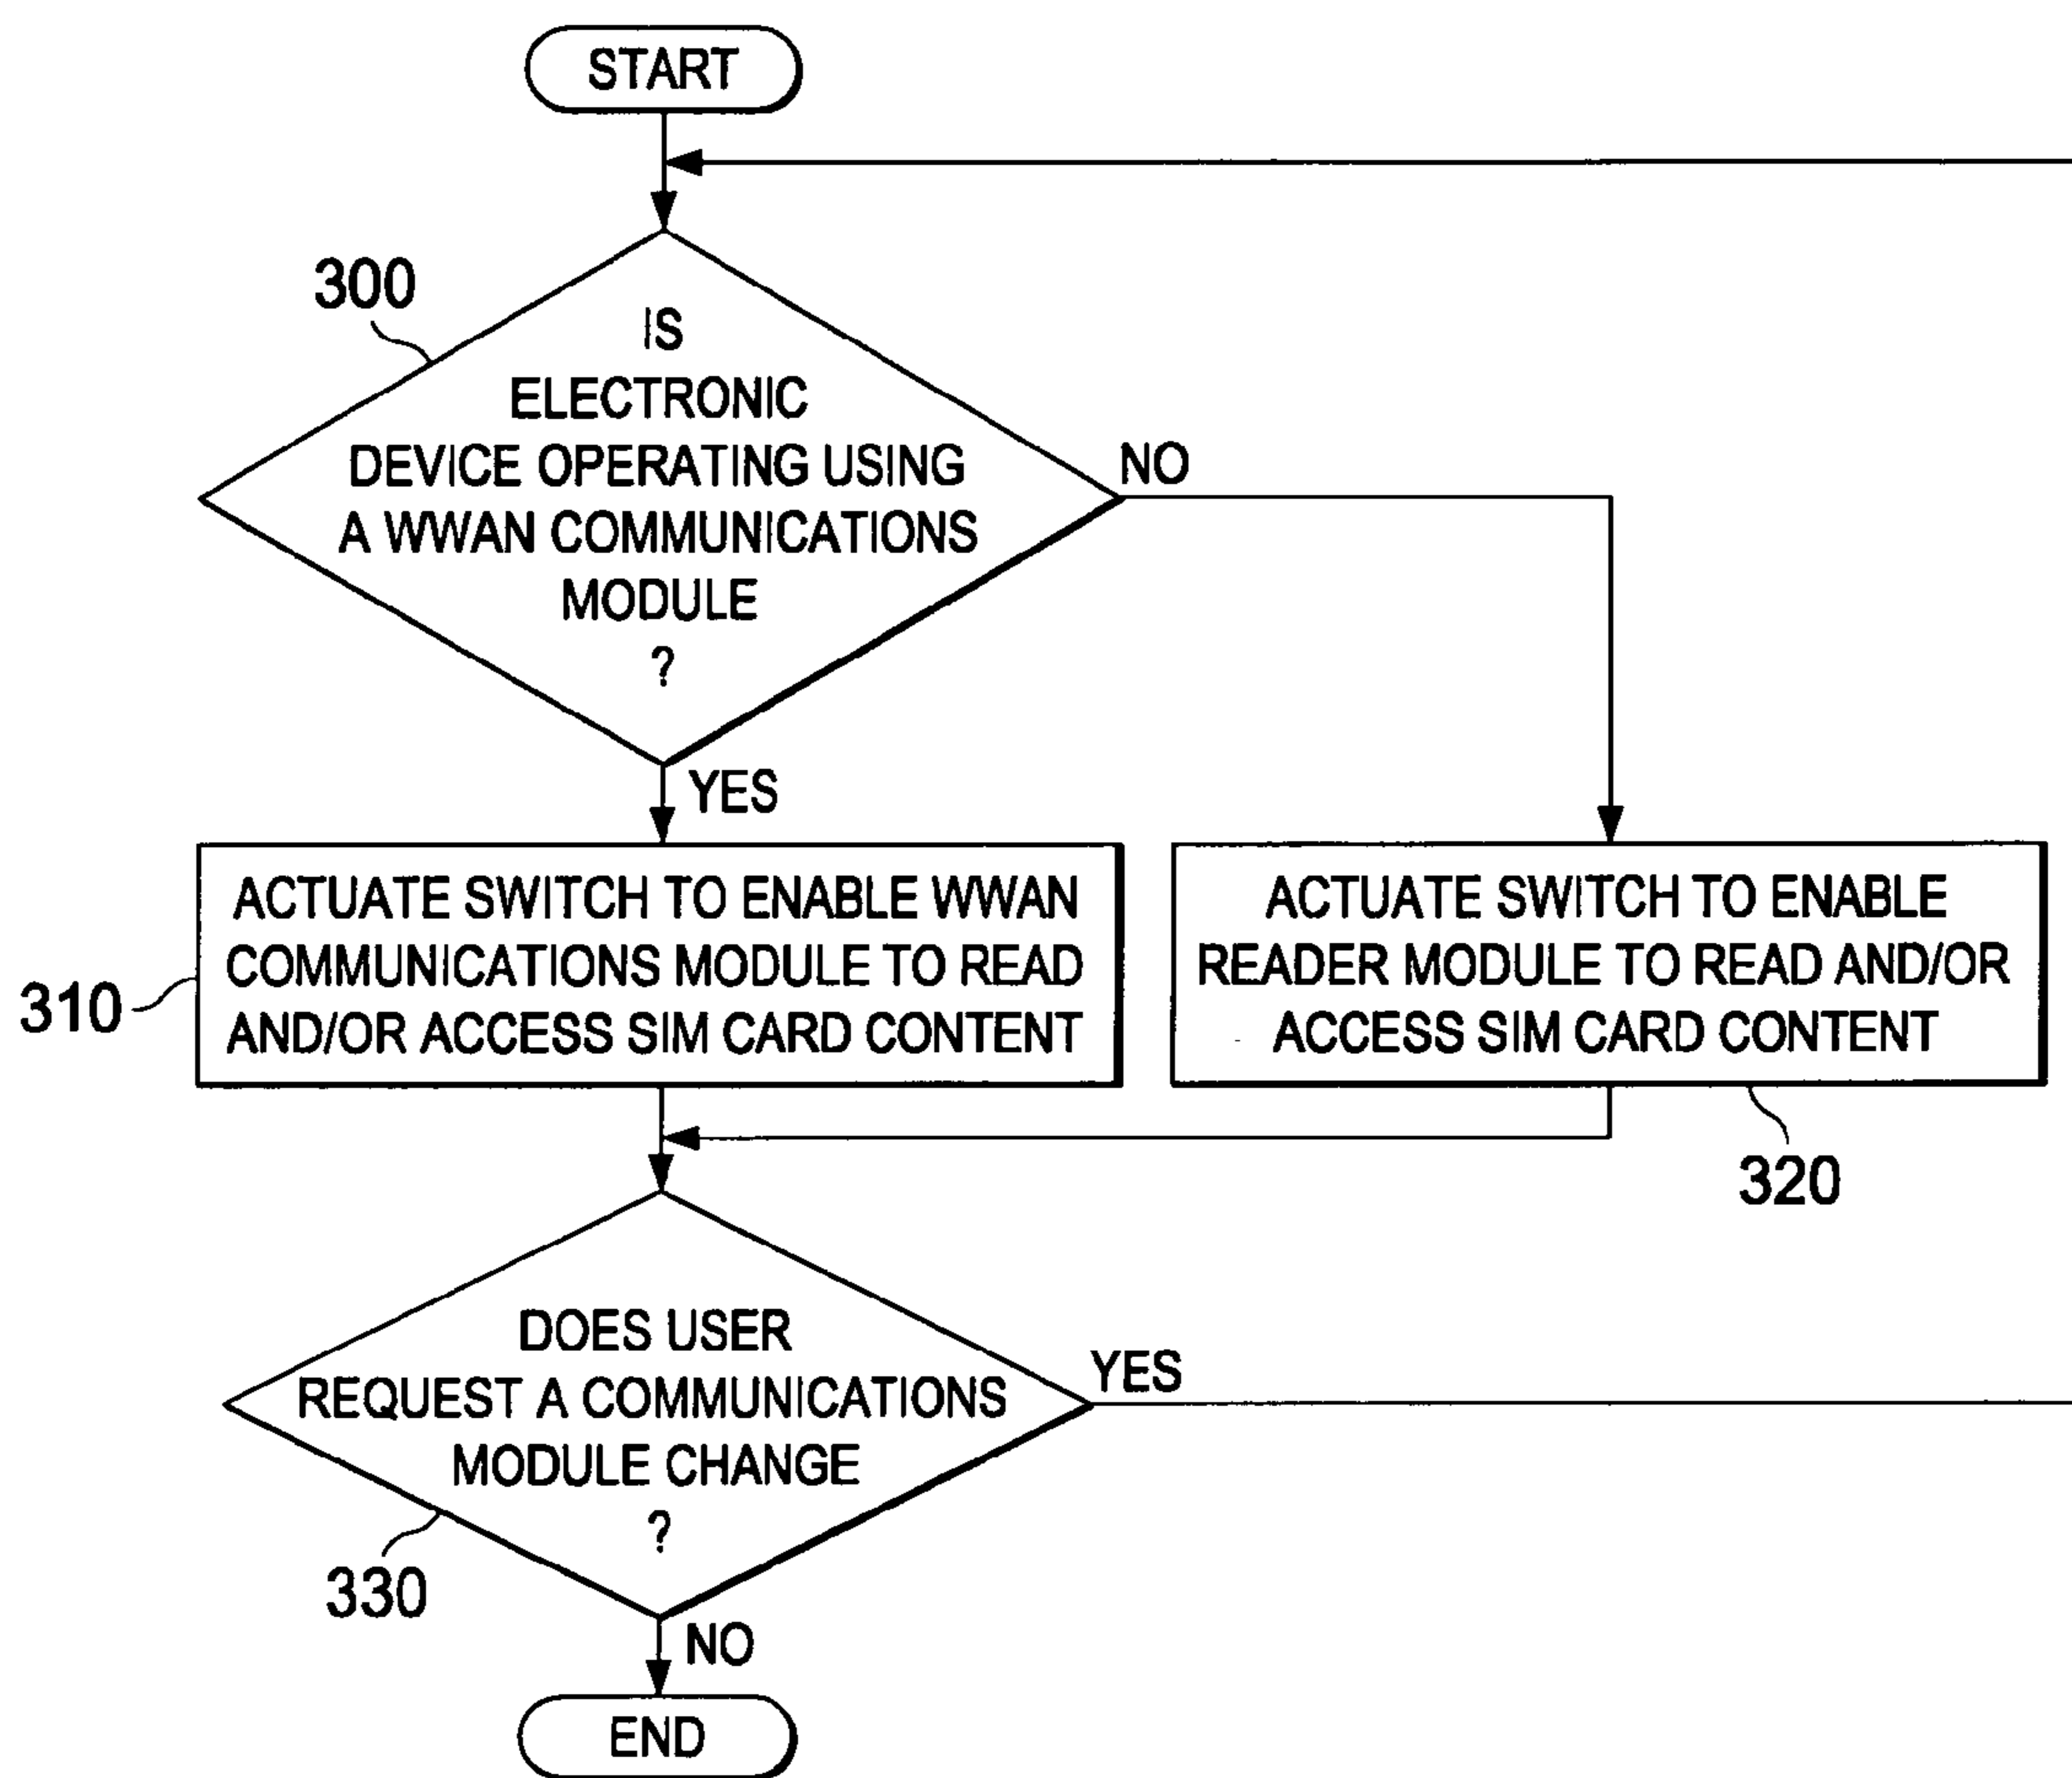 START
300
IS
ELECTRONIC
DEVICE OPERATING USING
A WWAN COMMUNICATIONS
MODULE
?
NO
YES
ACTUATE SWITCH TO ENABLE WWAN
COMMUNICATIONS MODULE TO READ
AND/OR ACCESS SIM CARD CONTENT
310
ACTUATE SWITCH TO ENABLE
READER MODULE TO READ AND/OR
ACCESS SIM CARD CONTENT
320
DOES USER
REQUEST A COMMUNICATIONS
MODULE CHANGE
?
YES
330
NO
END